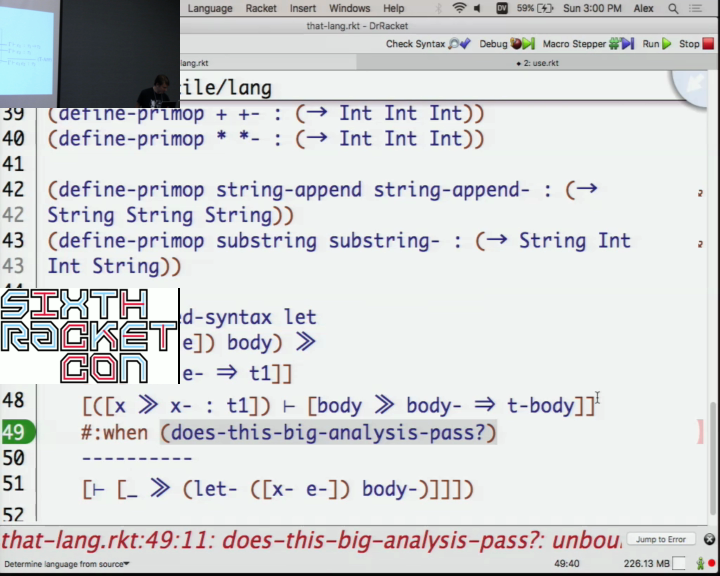 Language Racket Insert Windows Help 59% Sun 3:00 PM Alex
that-lang.rkt - DrRacket
Check Syntax Debug Macro Stepper Run Stop
lang.rkt • 2: use.rkt
tile/lang
39 (define-primop + +- : (→ Int Int Int))
40 (define-primop * *- : (→ Int Int Int))
41
42 (define-primop string-append string-append- : (→
42 String String String))
43 (define-primop substring substring- : (→ String Int
43 Int String))
SIXTH
RACKET
CON
ed-syntax let
e]) body) ≫
e- ⇒ t1]]
48 [([x ≫ x- : t1]) ⊢ [body ≫ body- ⇒ t-body]]
49 #:when (does-this-big-analysis-pass?)
50 ----------
51 [⊢ [_ ≫ (let- ([x- e-]) body-)]]])
52
that-lang.rkt:49:11: does-this-big-analysis-pass?: unbou Jump to Error
Determine language from source 49:40 226.13 MB